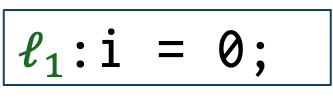 ℓ₁:i = 0;